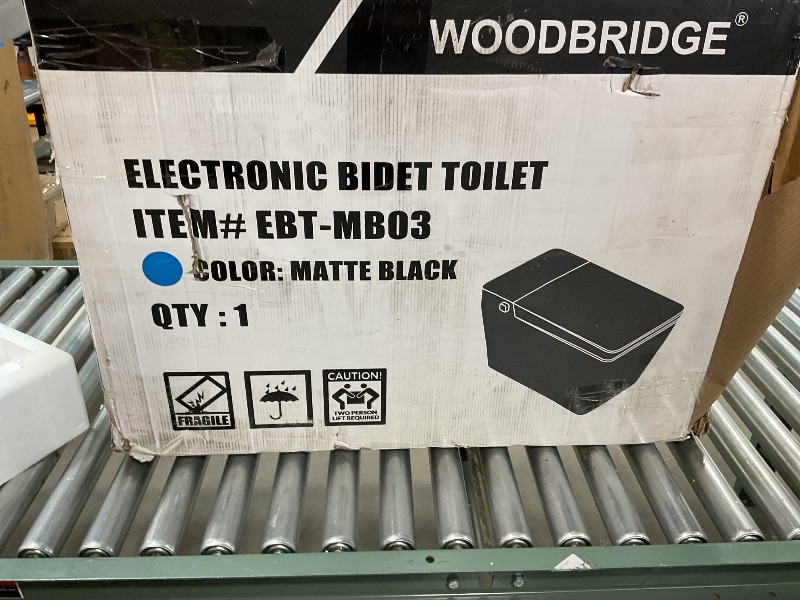 WOODBRIDGE®
ELECTRONIC BIDET TOILET
ITEM# EBT-MB03
COLOR: MATTE BLACK
QTY : 1
FRAGILE
CAUTION!
TWO PERSON
LIFT REQUIRED